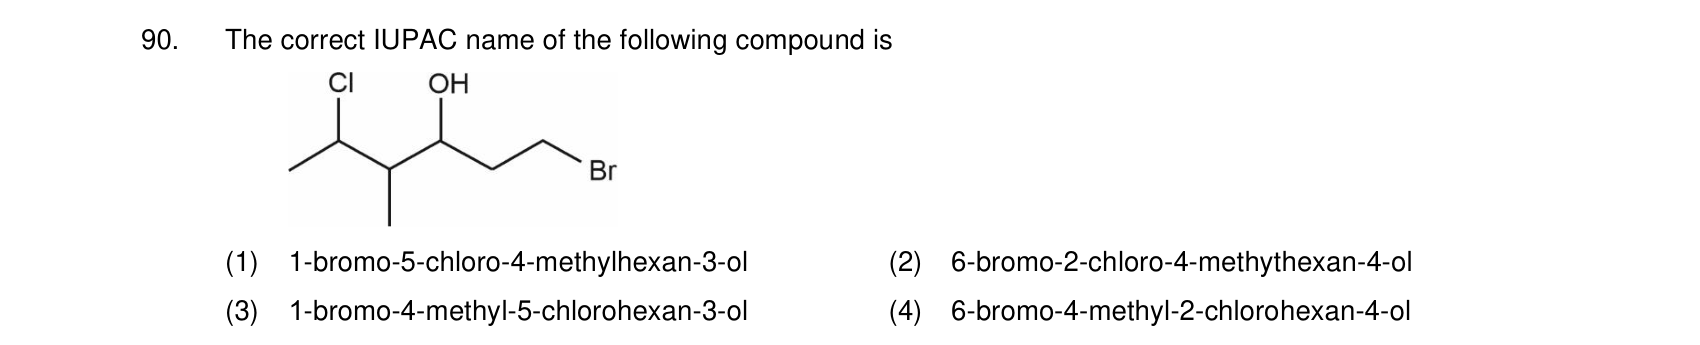 90. The correct IUPAC name of the following compound is
Cl OH
Br
(1) 1-bromo-5-chloro-4-methylhexan-3-ol (2) 6-bromo-2-chloro-4-methythexan-4-ol
(3) 1-bromo-4-methyl-5-chlorohexan-3-ol (4) 6-bromo-4-methyl-2-chlorohexan-4-ol